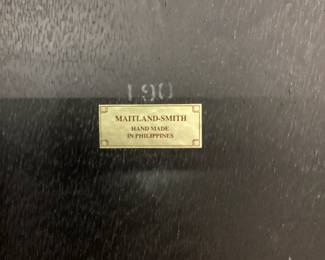 190
MAITLAND-SMITH
HAND MADE
IN PHILIPPINES